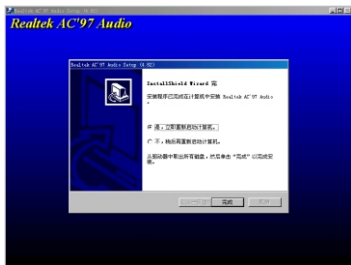 Realtek AC'97 Audio Setup (4.62)
Realtek AC'97 Audio
Realtek AC'97 Audio Setup (4.62)
InstallShield Wizard 完
安装程序已完成在计算机中安装 Realtek AC'97 Audio
。
是，立即重新启动计算机。
不，稍后再重新启动计算机。
从驱动器中取出所有磁盘，然后单击“完成”以完成安
装。
完成